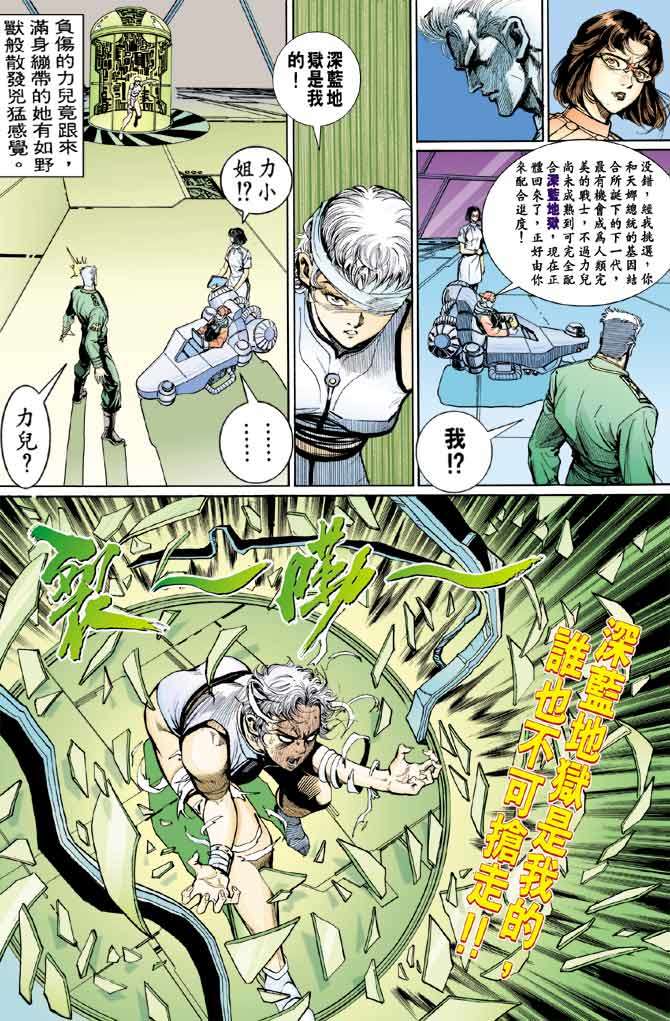 没錯，經我挑選，你
和天娜總統的基因結
合所誕下的下一代，
最有機會成爲人類完
美的戰士，不過力兒
尚未成熟到可完全配
合深藍地獄，現在正
體回來了，正好由你
來配合進度！
我!?
深藍地
獄是我
的！
負傷的力兒竟跟來，
滿身繃帶的她有如野
獸般散發兇猛感覺。
力小
姐!?
……
……
力兒？
裂～嘞～
深藍地獄是我的，
誰也不可搶走!!